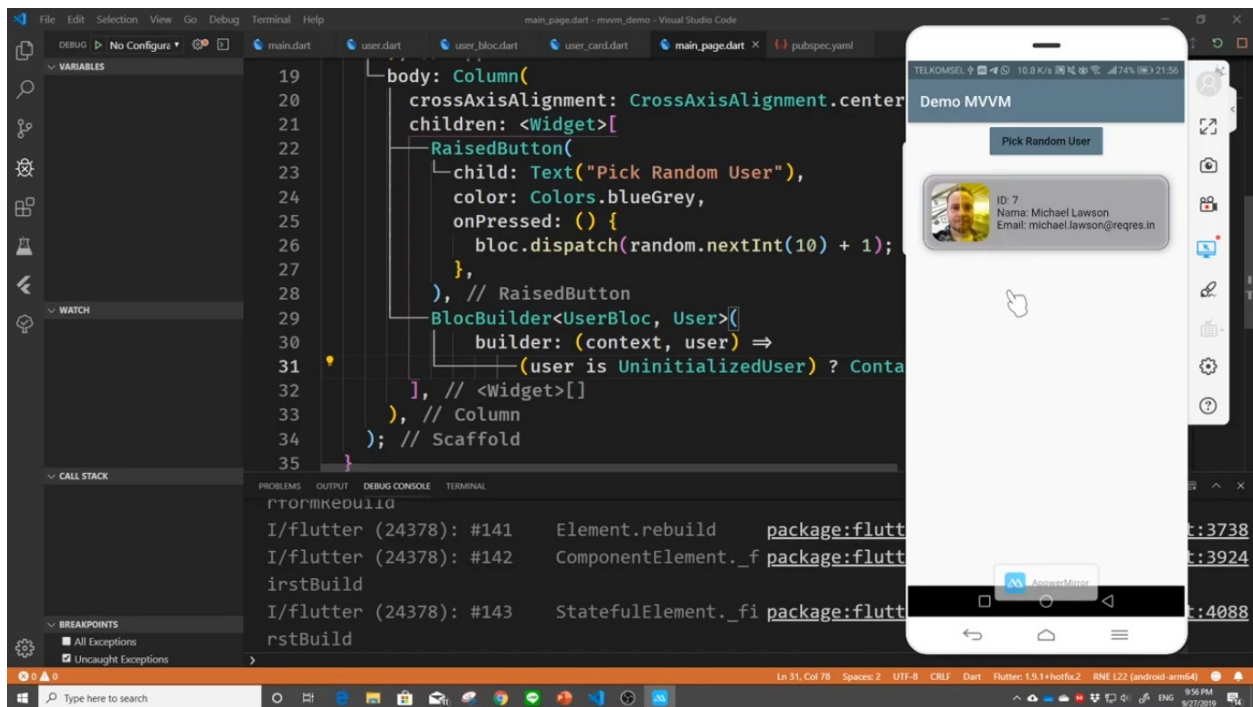 File Edit Selection View Go Debug Terminal Help
main_page.dart - mvvm_demo - Visual Studio Code
DEBUG No Configura
main.dart user.dart user_bloc.dart user_card.dart main_page.dart pubspec.yaml
VARIABLES
WATCH
CALL STACK
BREAKPOINTS
All Exceptions
Uncaught Exceptions
19 body: Column(
20 crossAxisAlignment: CrossAxisAlignment.center
21 children: <Widget>[
22 RaisedButton(
23 child: Text("Pick Random User"),
24 color: Colors.blueGrey,
25 onPressed: () {
26 bloc.dispatch(random.nextInt(10) + 1);
27 },
28 ), // RaisedButton
29 BlocBuilder<UserBloc, User>(
30 builder: (context, user) ⇒
31 (user is UninitializedUser) ? Conta
32 ], // <Widget>[]
33 ), // Column
34 ); // Scaffold
35 }
PROBLEMS OUTPUT DEBUG CONSOLE TERMINAL
rformRebuild
I/flutter (24378): #141 Element.rebuild package:flutt t:3738
I/flutter (24378): #142 ComponentElement._f package:flutt t:3924
irstBuild
I/flutter (24378): #143 StatefulElement._fi package:flutt t:4088
rstBuild
TELKOMSEL 10.8 K/s 74% 21:56
Demo MVVM
Pick Random User
ID: 7
Nama: Michael Lawson
Email: michael.lawson@reqres.in
ApowerMirror
0 0
Ln 31, Col 78 Spaces: 2 UTF-8 CRLF Dart Flutter: 1.9.1+hotfix.2 RNE L22 (android-arm64)
Type here to search
ENG
9:56 PM
9/27/2019